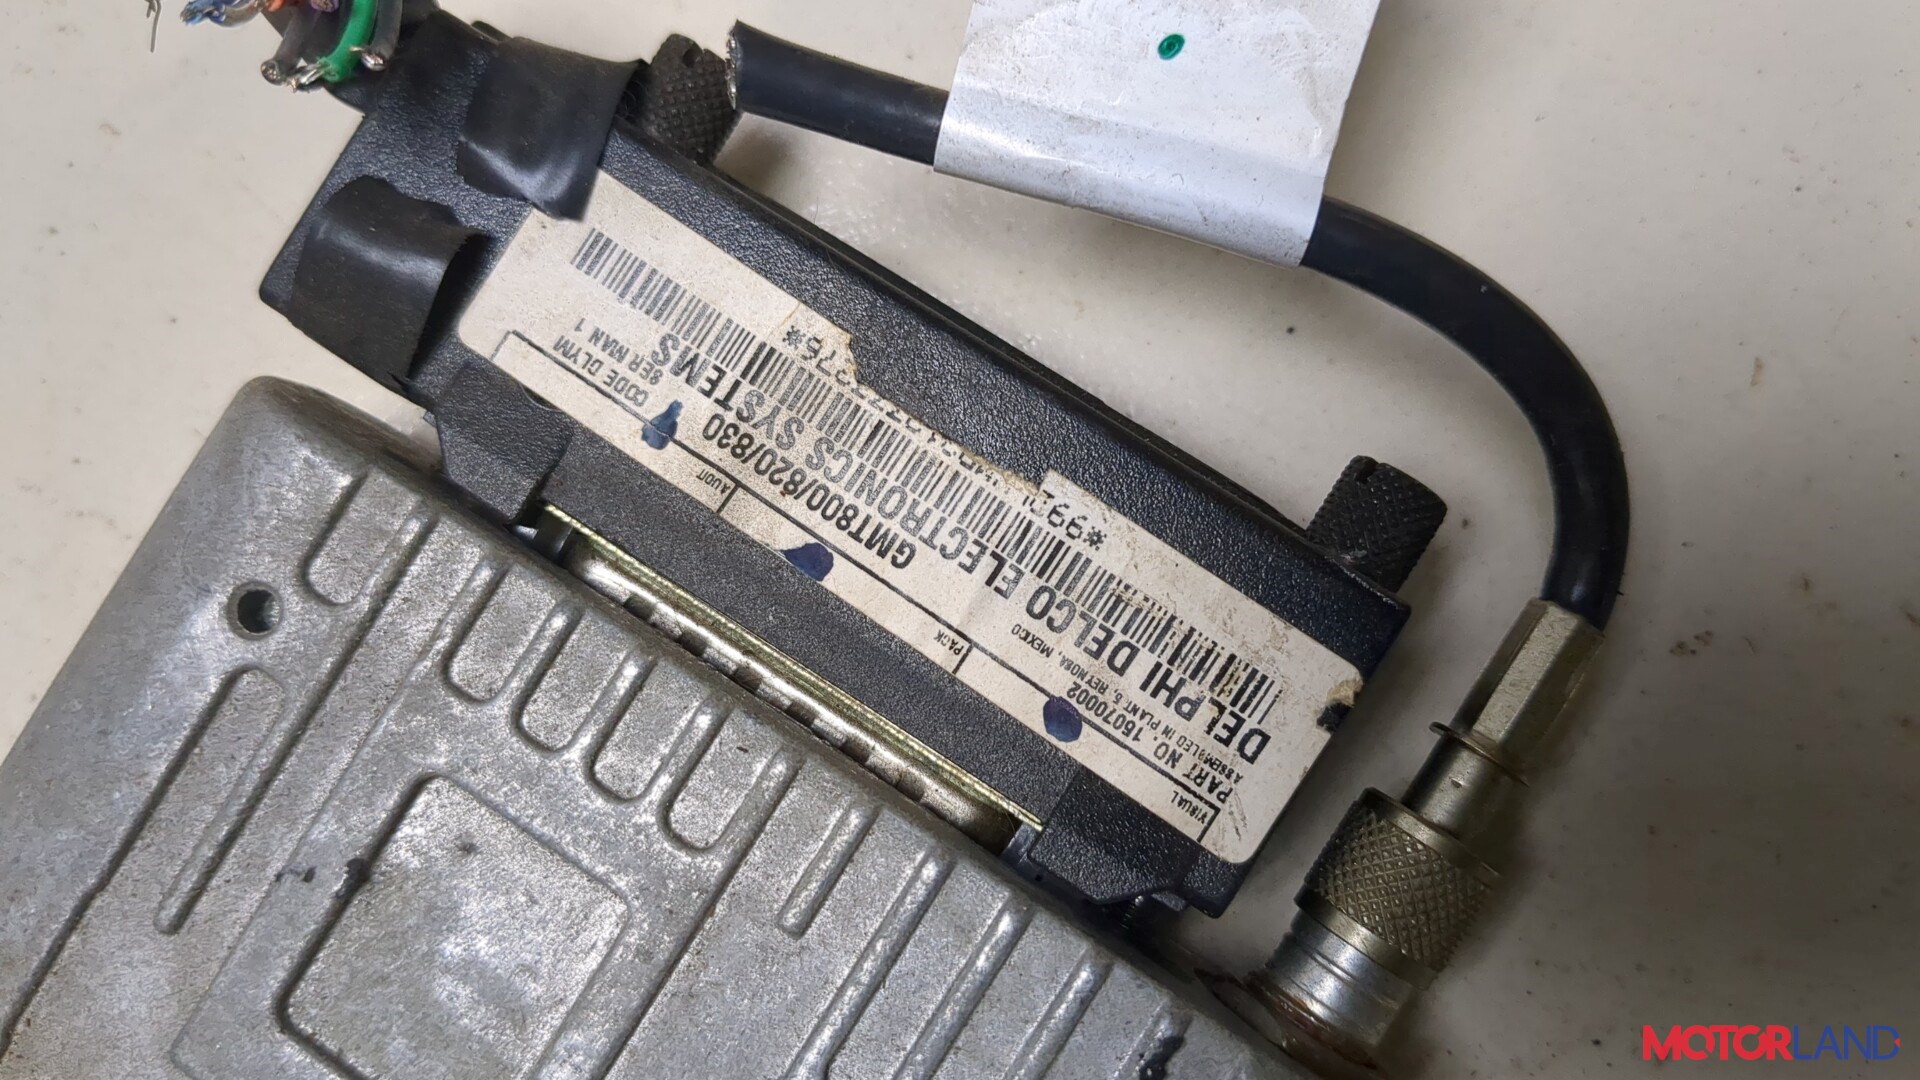 DELPHI DELCO ELECTRONICS SYSTEMS
ASSEMBLED IN PLANT 6, REYNOSA, MEXICO
SER MAN 1
PART NO. 15070002
GMT800/820/830
CODE DLYM
VISUAL
PACK
AUDIT
MOTORLAND